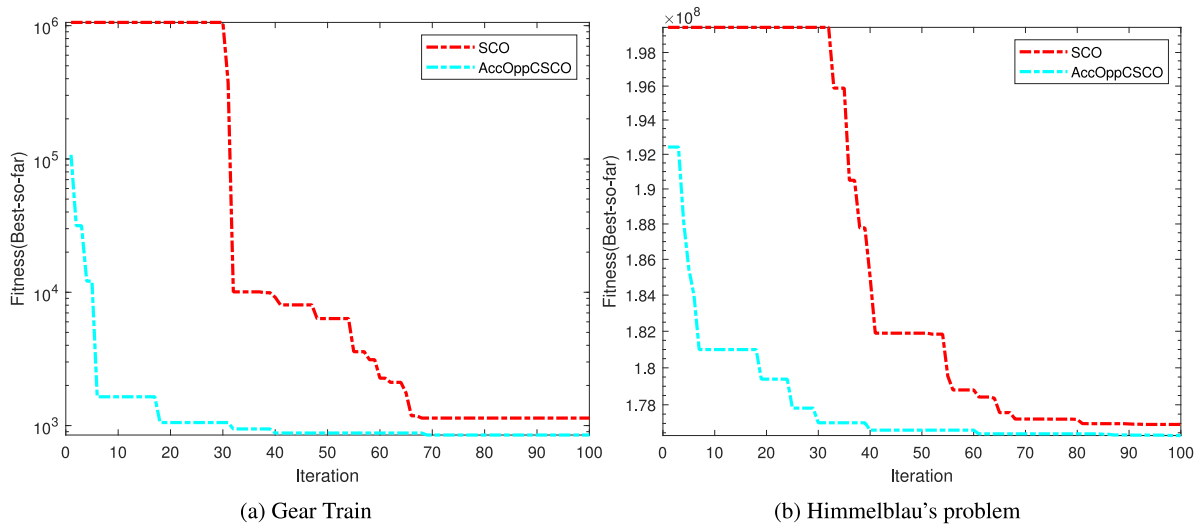 10^6
10^5
10^4
10^3
Fitness(Best-so-far)
SCO
AccOppCSCO
0 10 20 30 40 50 60 70 80 90 100
Iteration
(a) Gear Train
×10^8
1.98
1.96
1.94
1.92
1.9
1.88
1.86
1.84
1.82
1.8
1.78
Fitness(Best-so-far)
SCO
AccOppCSCO
0 10 20 30 40 50 60 70 80 90 100
Iteration
(b) Himmelblau's problem